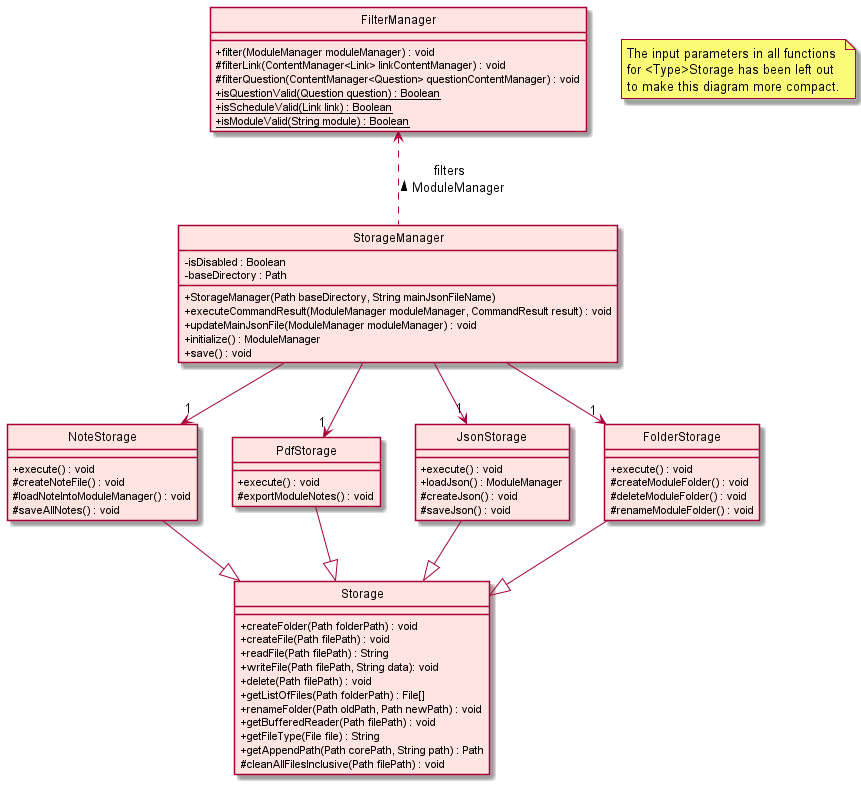 FilterManager
+filter(ModuleManager moduleManager) : void
#filterLink(ContentManager<Link> linkContentManager) : void
#filterQuestion(ContentManager<Question> questionContentManager) : void
+isQuestionValid(Question question) : Boolean
+isScheduleValid(Link link) : Boolean
+isModuleValid(String module) : Boolean
The input parameters in all functions
for <Type>Storage has been left out
to make this diagram more compact.
filters
ModuleManager
StorageManager
-isDisabled : Boolean
-baseDirectory : Path
+StorageManager(Path baseDirectory, String mainJsonFileName)
+executeCommandResult(ModuleManager moduleManager, CommandResult result) : void
+updateMainJsonFile(ModuleManager moduleManager) : void
+initialize() : ModuleManager
+save() : void
1
1
1
1
NoteStorage
+execute() : void
#createNoteFile() : void
#loadNoteIntoModuleManager() : void
#saveAllNotes() : void
PdfStorage
+execute() : void
#exportModuleNotes() : void
JsonStorage
+execute() : void
+loadJson() : ModuleManager
#createJson() : void
#saveJson() : void
FolderStorage
+execute() : void
#createModuleFolder() : void
#deleteModuleFolder() : void
#renameModuleFolder() : void
Storage
+createFolder(Path folderPath) : void
+createFile(Path filePath) : void
+readFile(Path filePath) : String
+writeFile(Path filePath, String data): void
+delete(Path filePath) : void
+getListOfFiles(Path folderPath) : File[]
+renameFolder(Path oldPath, Path newPath) : void
+getBufferedReader(Path filePath) : void
+getFileType(File file) : String
+getAppendPath(Path corePath, String path) : Path
#cleanAllFilesInclusive(Path filePath) : void